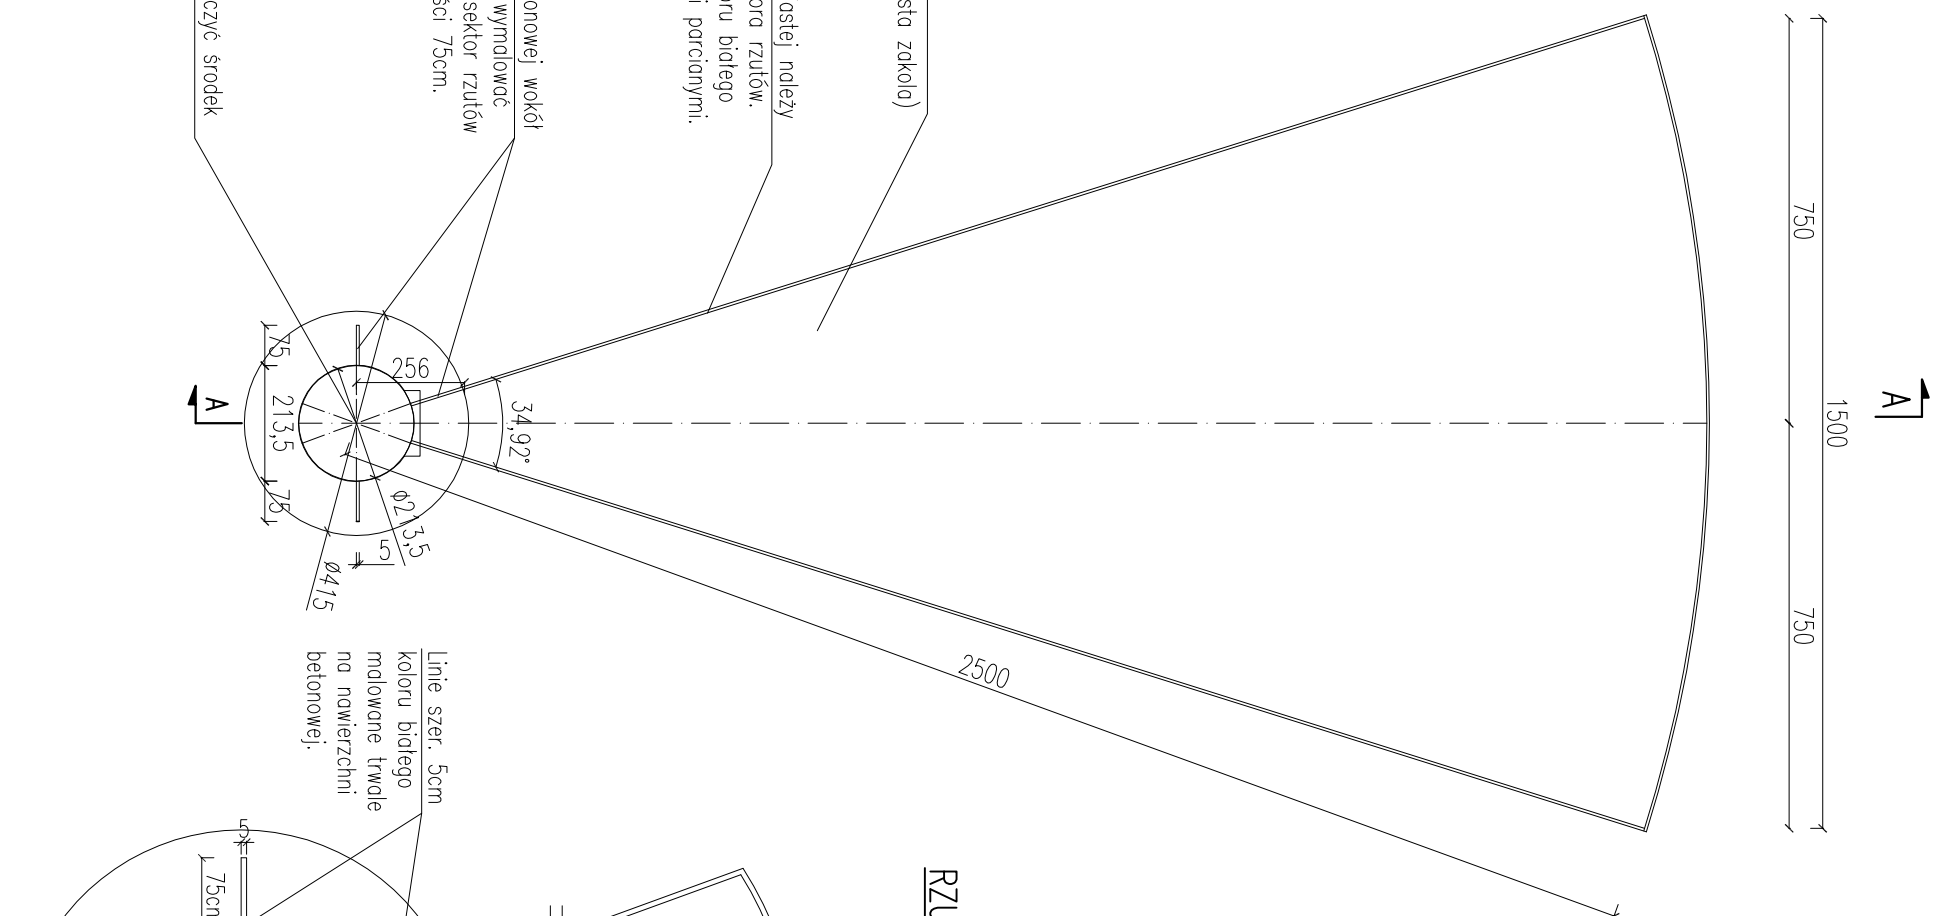 sta zakola)
astej należy
ora rzutów.
oru białego
i parcianymi.
onowej wokół
wymalować
sektor rzutów
ści 75cm.
czyć środek
750
1500
750
A
A
256
34,92°
75
213,5
75
ø213,5
5
ø415
2500
Linie szer. 5cm
koloru białego
malowane trwale
na nawierzchni
betonowej.
5
75cm
RZU